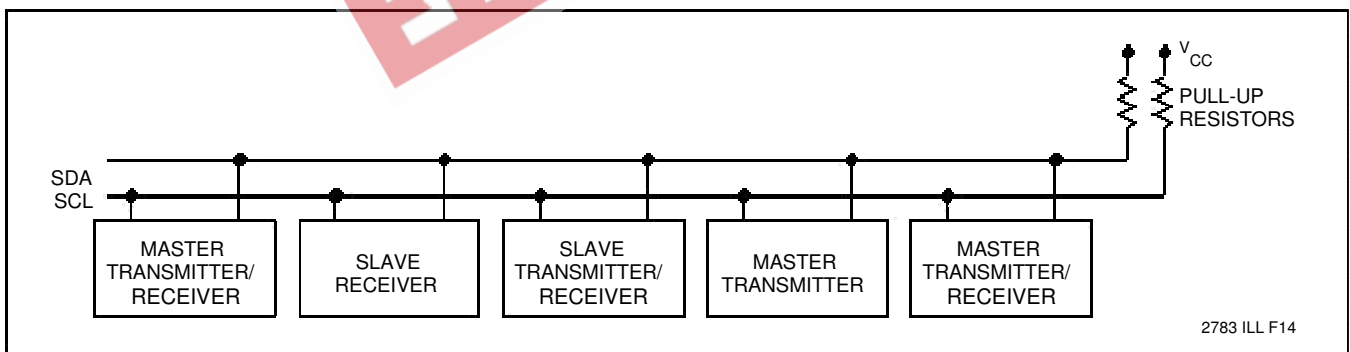 V
CC
PULL-UP
RESISTORS
SDA
SCL
MASTER
TRANSMITTER/
RECEIVER
SLAVE
RECEIVER
SLAVE
TRANSMITTER/
RECEIVER
MASTER
TRANSMITTER
MASTER
TRANSMITTER/
RECEIVER
2783 ILL F14